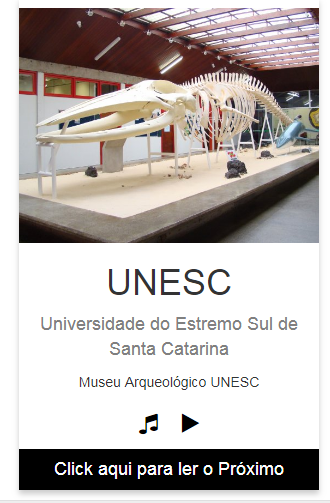 UNESC
Universidade do Estremo Sul de
Santa Catarina
Museu Arqueológico UNESC
Click aqui para ler o Próximo